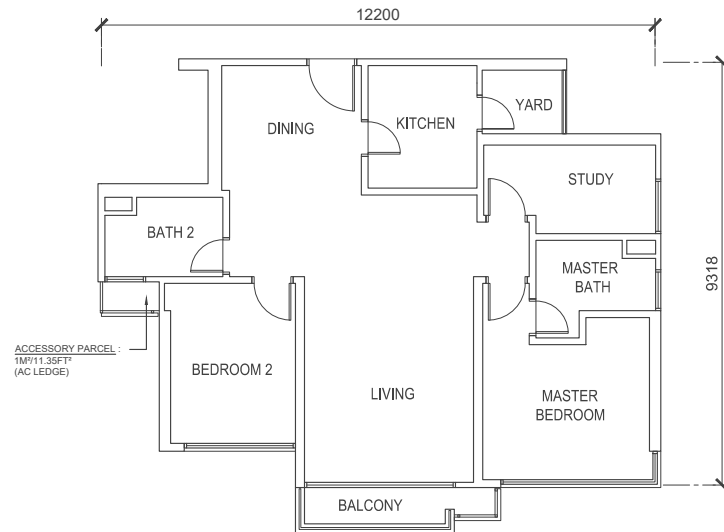 12200
DINING
KITCHEN
YARD
STUDY
BATH 2
MASTER
BATH
9318
ACCESSORY PARCEL :
1M²/11.35FT²
(AC LEDGE)
BEDROOM 2
LIVING
MASTER
BEDROOM
BALCONY